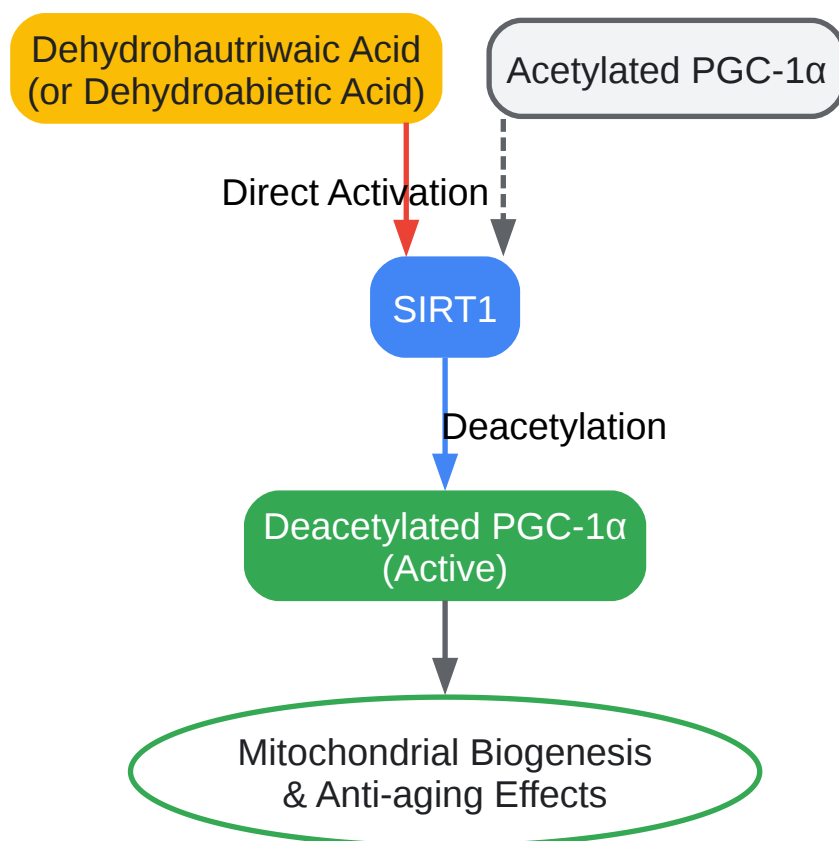 Dehydrohautriwaic Acid
(or Dehydroabietic Acid)
Acetylated PGC-1α
Direct Activation
SIRT1
Deacetylation
Deacetylated PGC-1α
(Active)
Mitochondrial Biogenesis
& Anti-aging Effects